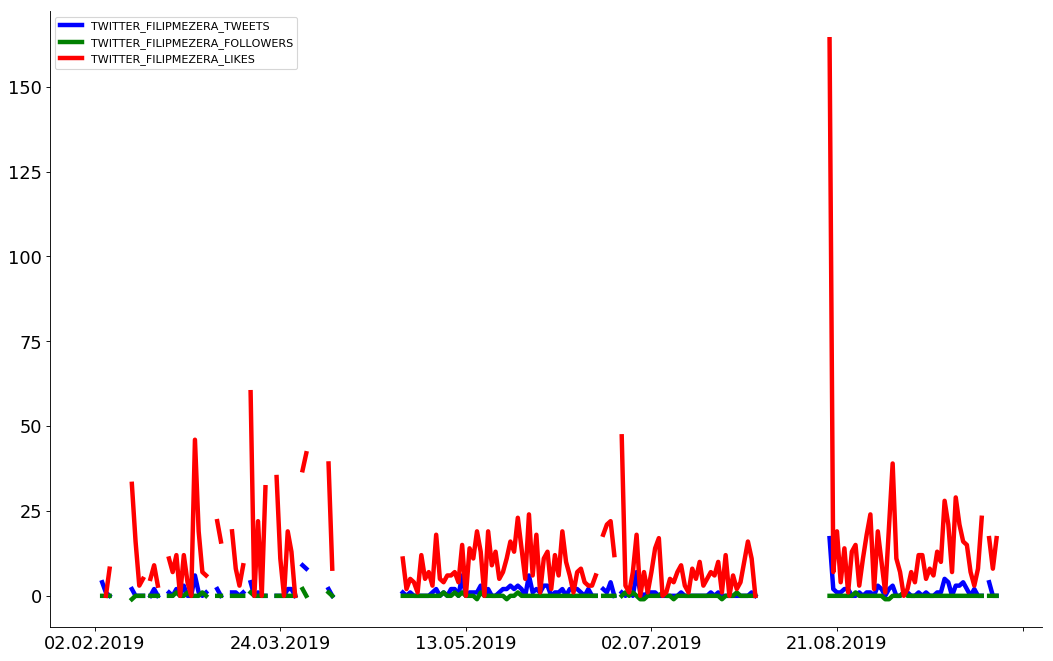 TWITTER_FILIPMEZERA_TWEETS
TWITTER_FILIPMEZERA_FOLLOWERS
TWITTER_FILIPMEZERA_LIKES
150
125
100
75
50
25
0
02.02.2019 24.03.2019 13.05.2019 02.07.2019 21.08.2019